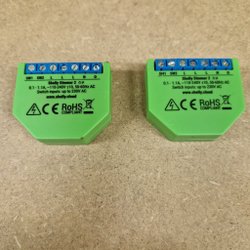 SW1 SW2 L L L N O
Shelly Dimmer 2
0,1- 1.1A, ~110-240V ±10, 50-60Hz AC
Switch inputs: up to 230V AC
CE RoHS
COMPLIANT
www.shelly.cloud
SW1 SW2 L L L N O
Shelly Dimmer 2
0,1- 1.1A, ~110-240V ±10, 50-60Hz AC
Switch inputs: up to 230V AC
CE RoHS
COMPLIANT
www.shelly.cloud